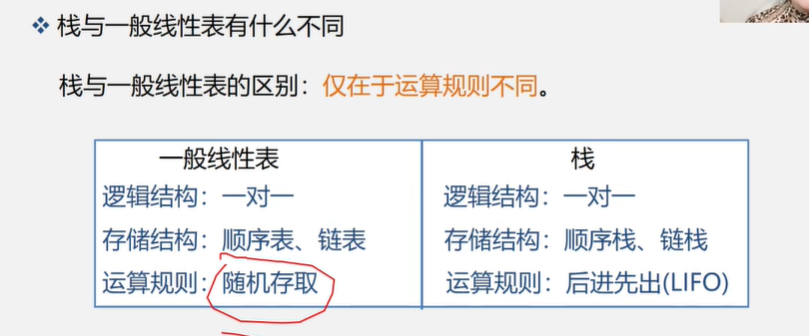 ❖ 栈与一般线性表有什么不同
栈与一般线性表的区别：仅在于运算规则不同。
一般线性表 栈
逻辑结构：一对一 逻辑结构：一对一
存储结构：顺序表、链表 存储结构：顺序栈、链栈
运算规则：随机存取 运算规则：后进先出(LIFO)